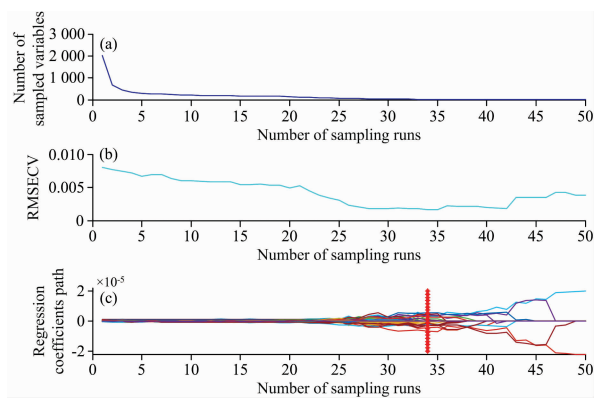 (a)
Number of
sampled variables
3 000
2 000
1 000
0
0 5 10 15 20 25 30 35 40 45 50
Number of sampling runs
(b)
RMSECV
0.010
0.005
0
0 5 10 15 20 25 30 35 40 45 50
Number of sampling runs
×10-5
(c)
Regression
coefficients path
2
0
-2
0 5 10 15 20 25 30 35 40 45 50
Number of sampling runs